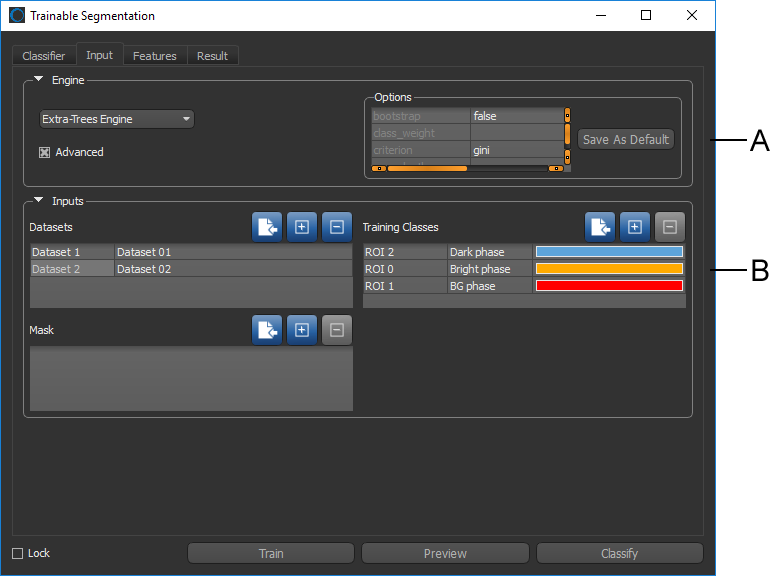 Trainable Segmentation
Classifier Input Features Result
Engine
Extra-Trees Engine
Advanced
Options
bootstrap false
class_weight
criterion gini
Save As Default
A
Inputs
Datasets
Dataset 1 Dataset 01
Dataset 2 Dataset 02
Training Classes
ROI 2 Dark phase
ROI 0 Bright phase
ROI 1 BG phase
B
Mask
Lock Train Preview Classify